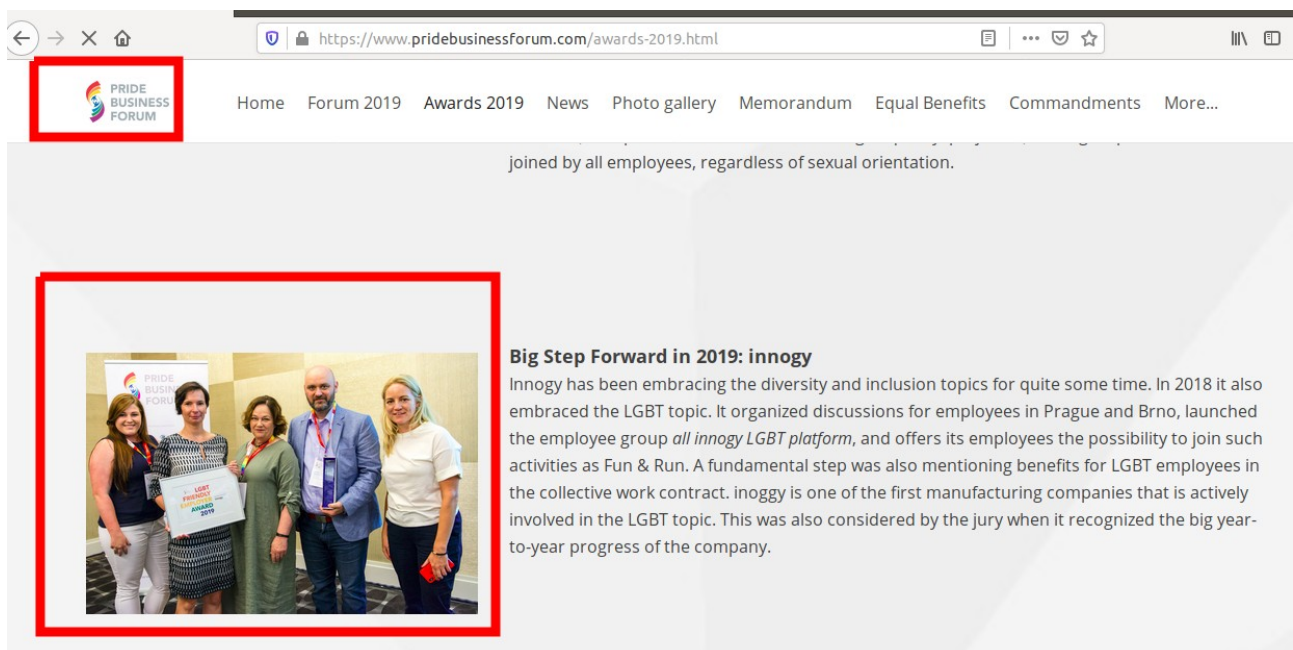 https://www.pridebusinessforum.com/awards-2019.html
PRIDE
BUSINESS
FORUM
Home Forum 2019 Awards 2019 News Photo gallery Memorandum Equal Benefits Commandments More...
joined by all employees, regardless of sexual orientation.
PRIDE
LGBT
FRIENDLY
EMPLOYER
AWARD
2019
Big Step Forward in 2019: innogy
Innogy has been embracing the diversity and inclusion topics for quite some time. In 2018 it also
embraced the LGBT topic. It organized discussions for employees in Prague and Brno, launched
the employee group all innogy LGBT platform, and offers its employees the possibility to join such
activities as Fun & Run. A fundamental step was also mentioning benefits for LGBT employees in
the collective work contract. inoggy is one of the first manufacturing companies that is actively
involved in the LGBT topic. This was also considered by the jury when it recognized the big year-
to-year progress of the company.